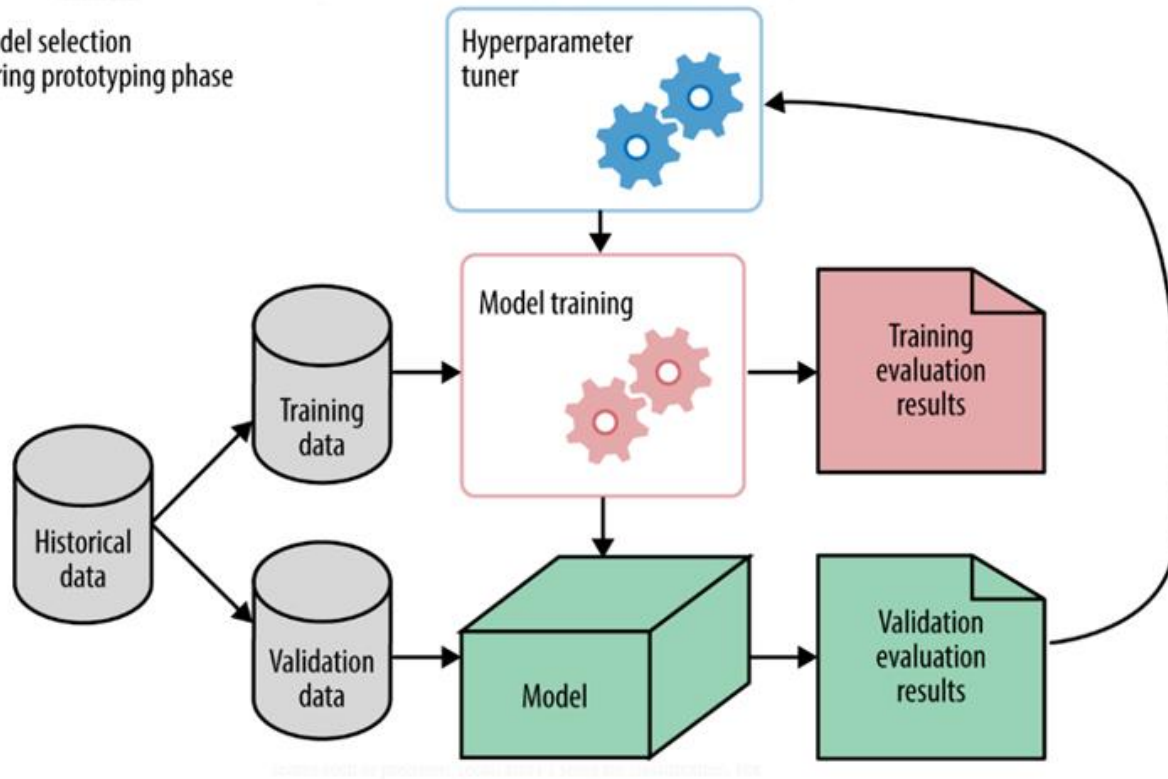 del selection
ring prototyping phase
Hyperparameter
tuner
Model training
Training
evaluation
results
Training
data
Historical
data
Validation
data
Model
Validation
evaluation
results